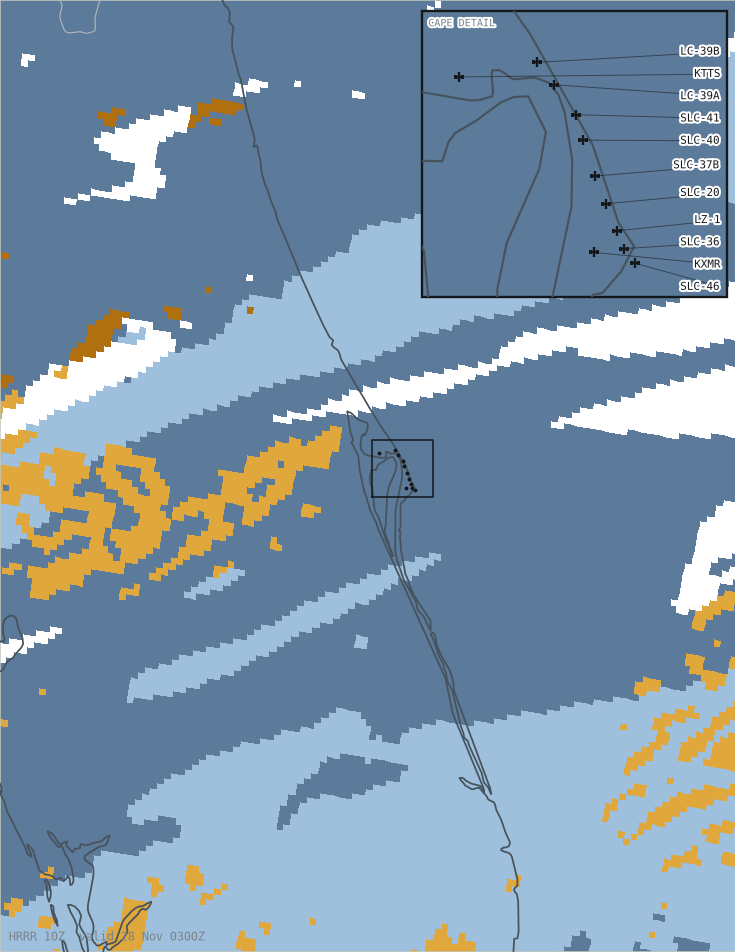 CAPE DETAIL
LC-39B
KTTS
LC-39A
SLC-41
SLC-40
SLC-37B
SLC-20
LZ-1
SLC-36
KXMR
SLC-46
HRRR 10Z valid 28 Nov 0300Z